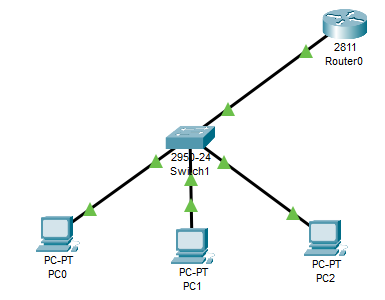 2811
Router0
2950-24
Switch1
PC-PT
PC0
PC-PT
PC1
PC-PT
PC2